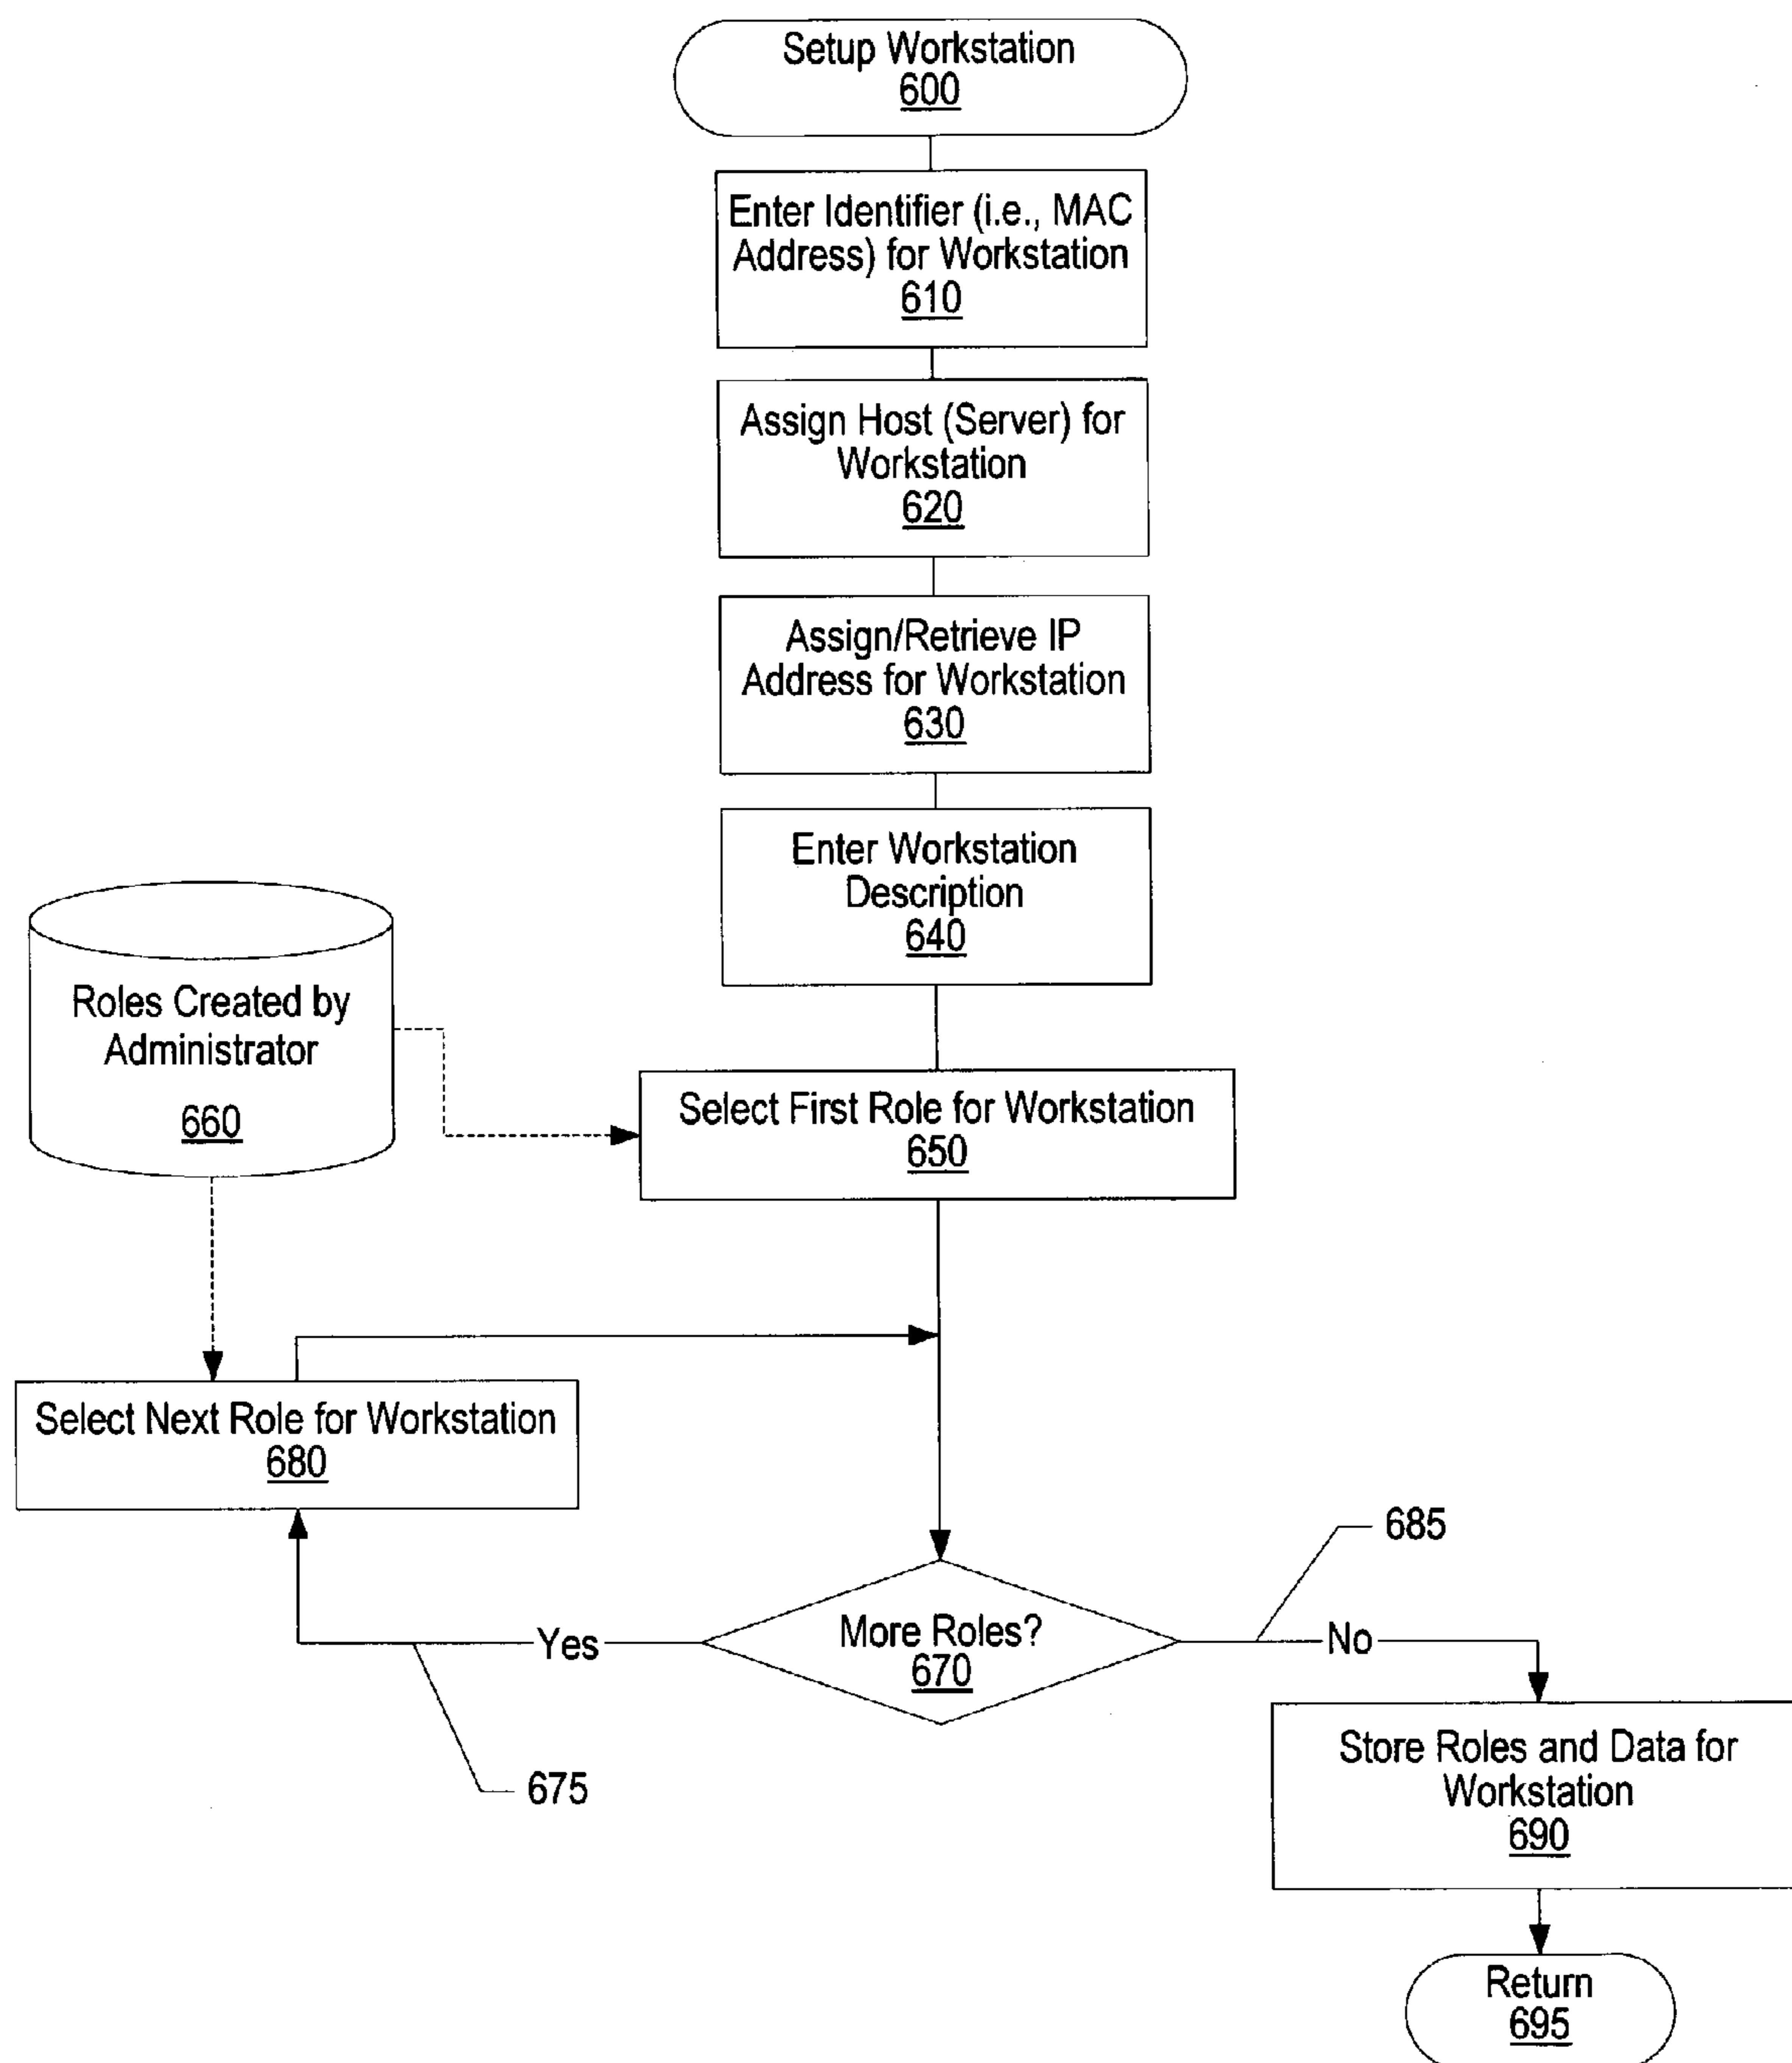 Setup Workstation
600
Enter Identifier (i.e., MAC
Address) for Workstation
610
Assign Host (Server) for
Workstation
620
Assign/Retrieve IP
Address for Workstation
630
Enter Workstation
Description
640
Roles Created by
Administrator
660
Select First Role for Workstation
650
Select Next Role for Workstation
680
685
More Roles?
670
Yes
No
675
Store Roles and Data for
Workstation
690
Return
695